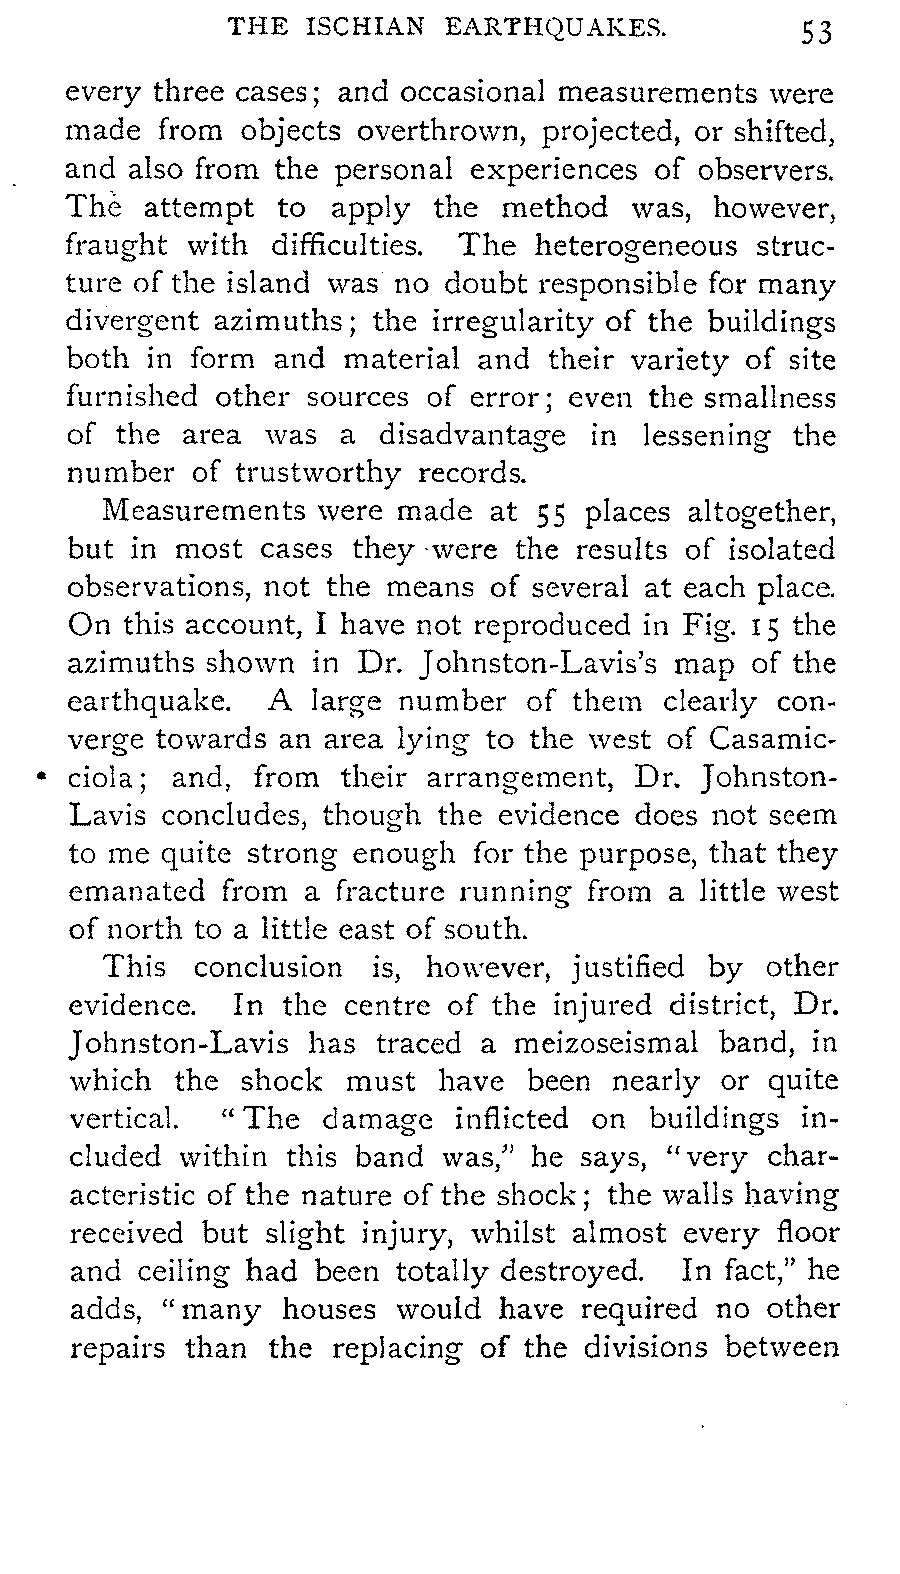 THE ISCHIAN EARTHQUAKES. 53
every three cases; and occasional measurements were
made from objects overthrown, projected, or shifted,
and also from the personal experiences of observers.
The attempt to apply the method was, however,
fraught with difficulties. The heterogeneous struc-
ture of the island was no doubt responsible for many
divergent azimuths; the irregularity of the buildings
both in form and material and their variety of site
furnished other sources of error; even the smallness
of the area was a disadvantage in lessening the
number of trustworthy records.
Measurements were made at 55 places altogether,
but in most cases they were the results of isolated
observations, not the means of several at each place.
On this account, I have not reproduced in Fig. 15 the
azimuths shown in Dr. Johnston-Lavis's map of the
earthquake. A large number of them clearly con-
verge towards an area lying to the west of Casamic-
ciola; and, from their arrangement, Dr. Johnston-
Lavis concludes, though the evidence does not seem
to me quite strong enough for the purpose, that they
emanated from a fracture running from a little west
of north to a little east of south.
This conclusion is, however, justified by other
evidence. In the centre of the injured district, Dr.
Johnston-Lavis has traced a meizoseismal band, in
which the shock must have been nearly or quite
vertical. "The damage inflicted on buildings in-
cluded within this band was," he says, "very char-
acteristic of the nature of the shock; the walls having
received but slight injury, whilst almost every floor
and ceiling had been totally destroyed. In fact," he
adds, "many houses would have required no other
repairs than the replacing of the divisions between